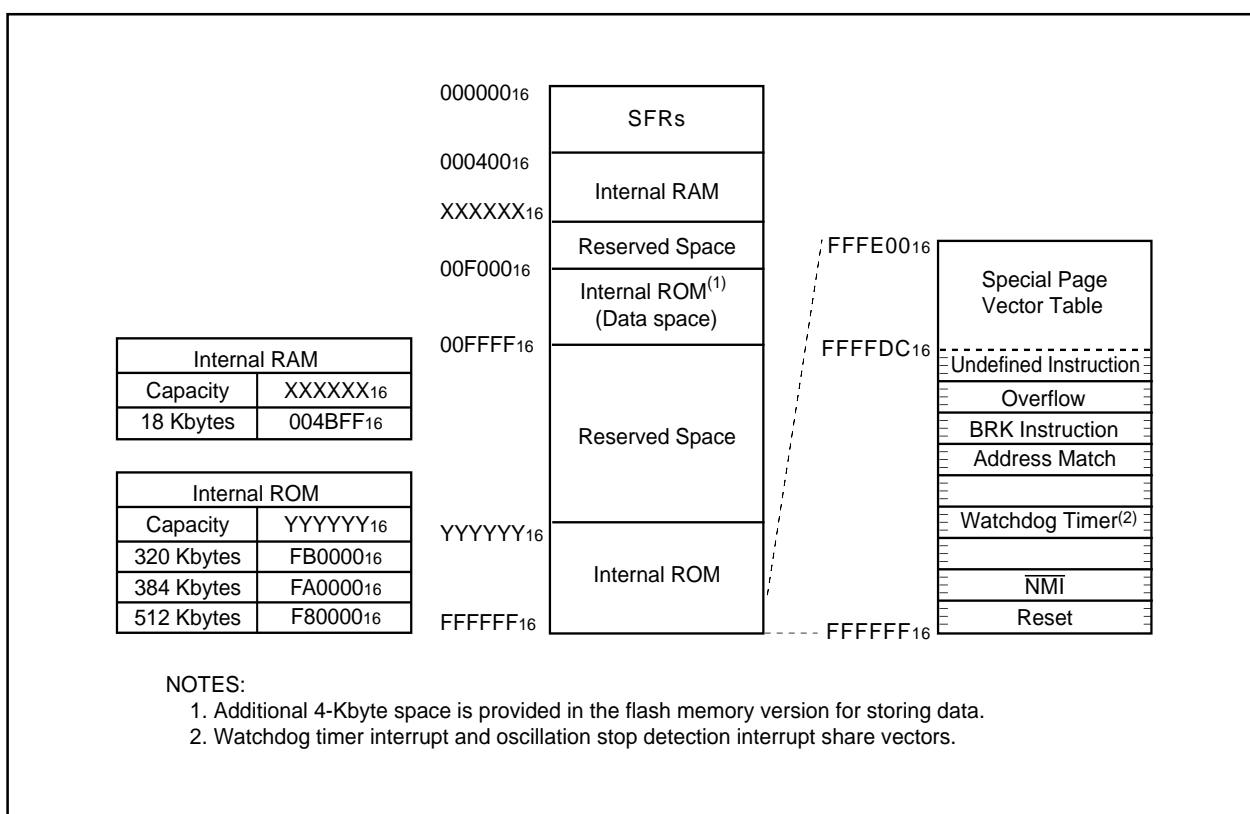 000000₁₆
SFRs
000400₁₆
Internal RAM
XXXXXX₁₆
Reserved Space
00F000₁₆
Internal ROM⁽¹⁾
(Data space)
00FFFF₁₆
Reserved Space
YYYYYY₁₆
Internal ROM
FFFFFF₁₆
Internal RAM
Capacity XXXXXX₁₆
18 Kbytes 004BFF₁₆
Internal ROM
Capacity YYYYYY₁₆
320 Kbytes FB0000₁₆
384 Kbytes FA0000₁₆
512 Kbytes F80000₁₆
FFFE00₁₆
Special Page
Vector Table
FFFFDC₁₆
Undefined Instruction
Overflow
BRK Instruction
Address Match
Watchdog Timer⁽²⁾
N̅M̅I̅
Reset
FFFFFF₁₆
NOTES:
1. Additional 4-Kbyte space is provided in the flash memory version for storing data.
2. Watchdog timer interrupt and oscillation stop detection interrupt share vectors.